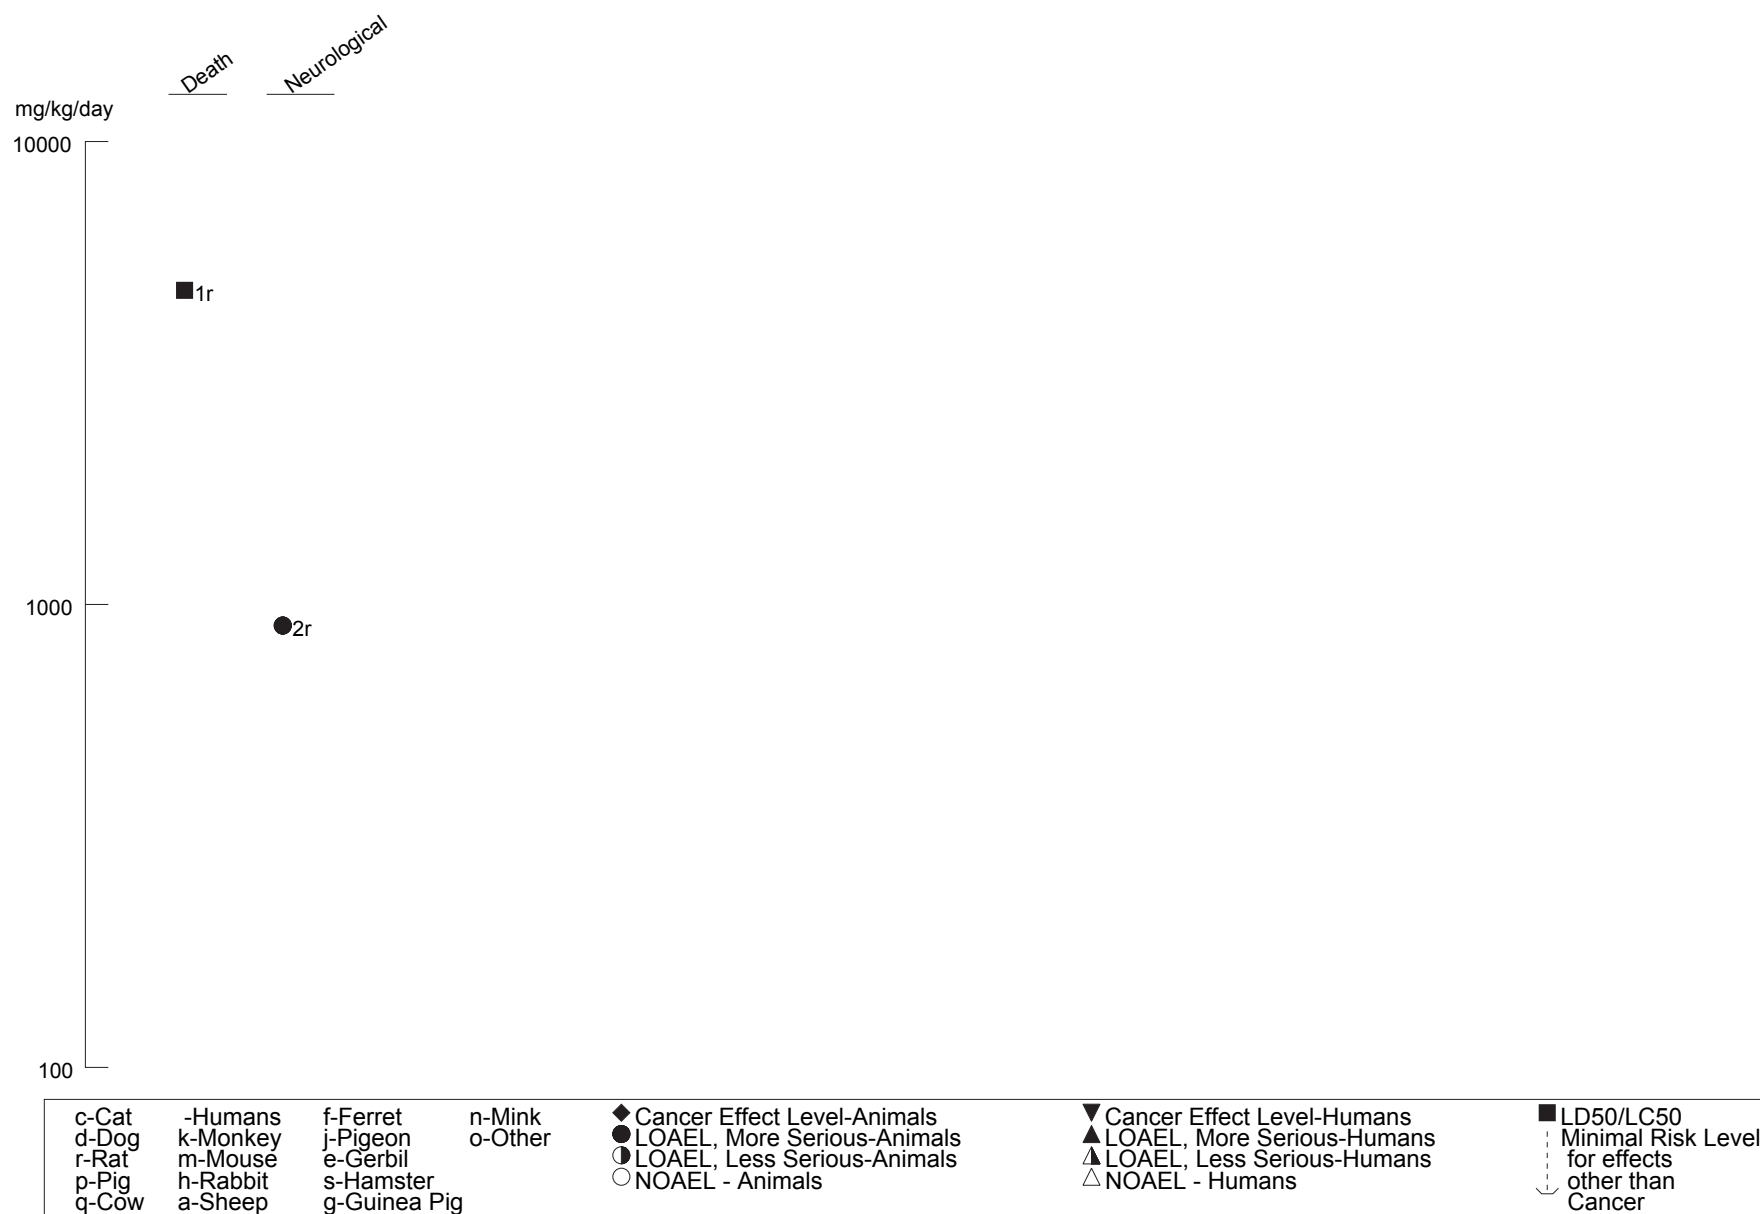 Death
Neurological
mg/kg/day
10000
1r
1000
2r
100
c-Cat -Humans f-Ferret n-Mink Cancer Effect Level-Animals Cancer Effect Level-Humans LD50/LC50
d-Dog k-Monkey j-Pigeon o-Other LOAEL, More Serious-Animals LOAEL, More Serious-Humans Minimal Risk Level
r-Rat m-Mouse e-Gerbil LOAEL, Less Serious-Animals LOAEL, Less Serious-Humans for effects
p-Pig h-Rabbit s-Hamster NOAEL - Animals NOAEL - Humans other than
q-Cow a-Sheep g-Guinea Pig Cancer